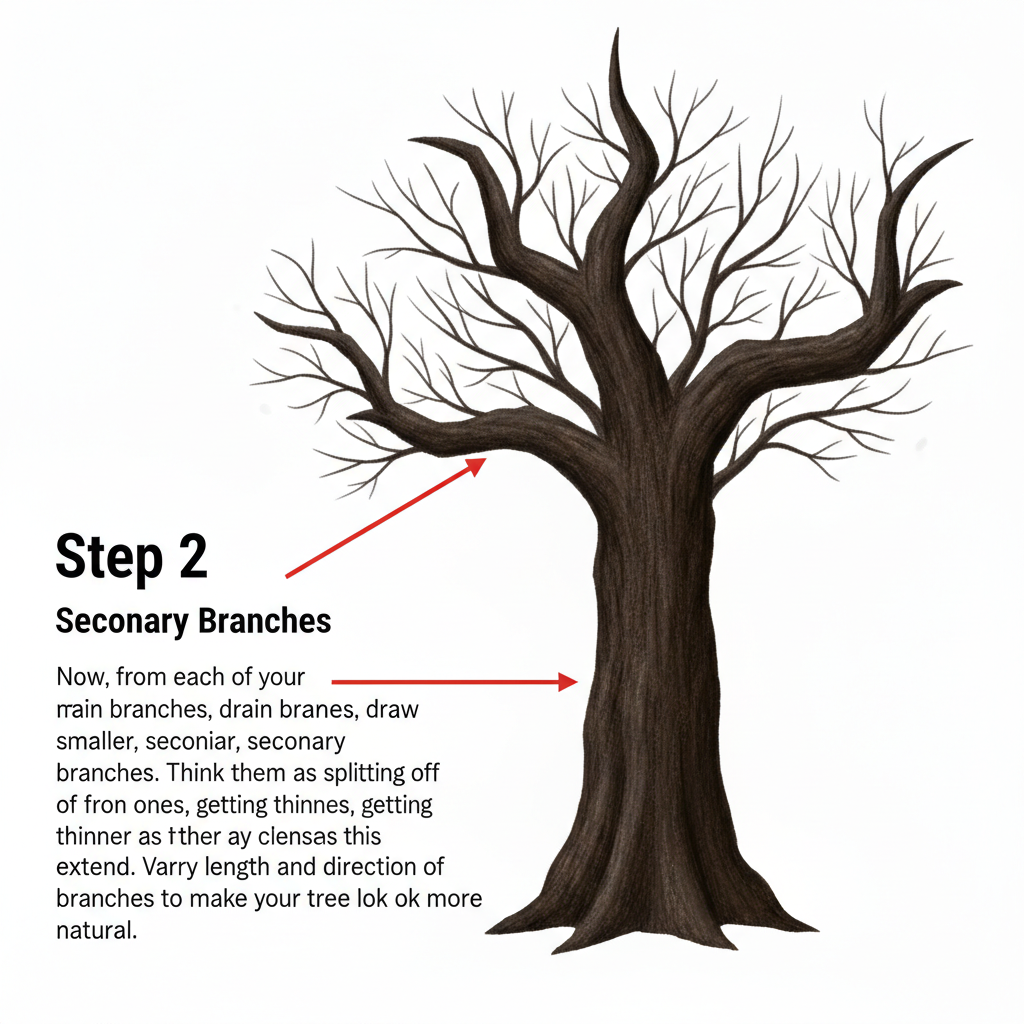 Step 2
Seconary Branches
Now, from each of your
main branches, drain branes, draw
smaller, seconiar, seconary
branches. Think them as splitting off
of fron ones, getting thinnes, getting
thinner as tther ay clensas this
extend. Varry length and direction of
branches to make your tree lok ok more
natural.